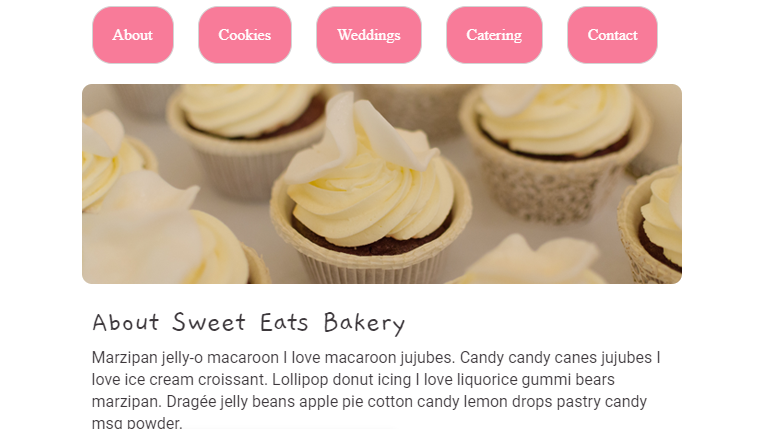 About Cookies Weddings Catering Contact
About Sweet Eats Bakery
Marzipan jelly-o macaroon I love macaroon jujubes. Candy candy canes jujubes I
love ice cream croissant. Lollipop donut icing I love liquorice gummi bears
marzipan. Dragée jelly beans apple pie cotton candy lemon drops pastry candy
msg powder.